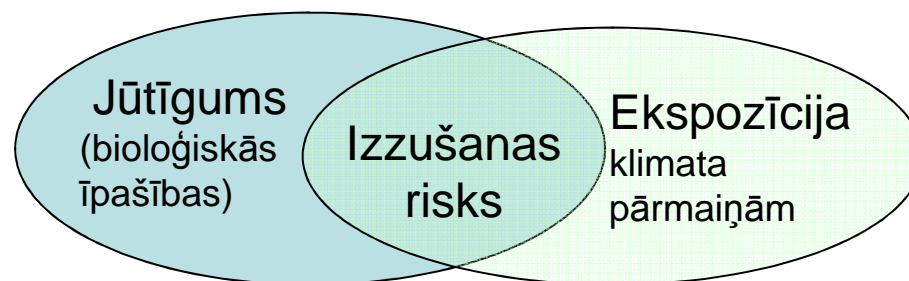 Jūtīgums
(bioloģiskās
īpašības)
Izzušanas
risks
Ekspozīcija
klimata
pārmaiņām